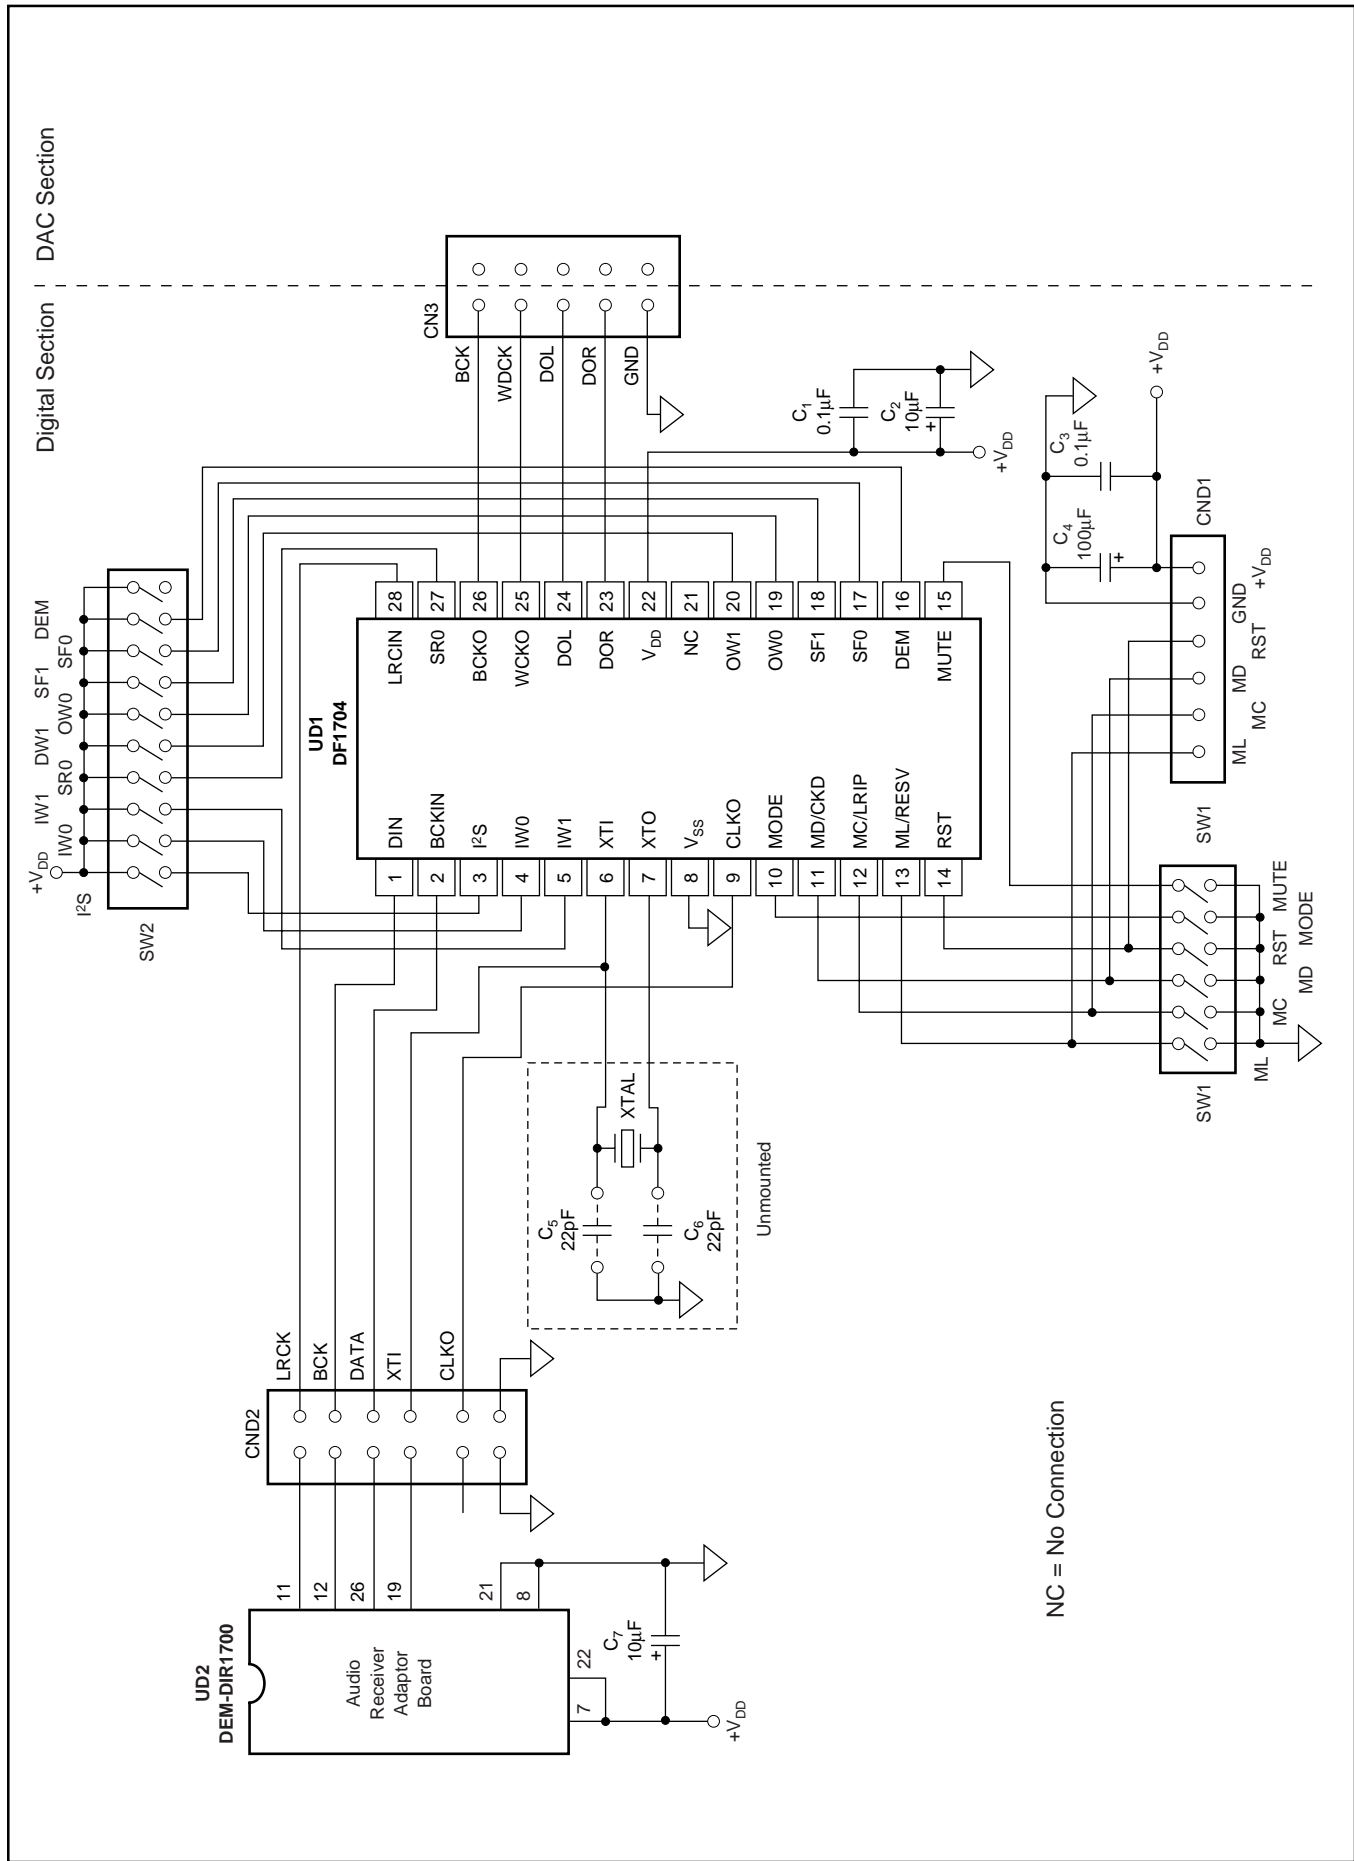 Digital Section
DAC Section
+VDD
I²S
IW0
IW1
SR0
DW1
OW0
SF1
SF0
DEM
SW2
CN3
BCK
WDCK
DOL
DOR
GND
C1
0.1µF
C2
10µF
+
+VDD
UD1
DF1704
LRCIN
28
SR0
27
BCKO
26
WCKO
25
DOL
24
DOR
23
VDD
22
NC
21
OW1
20
OW0
19
SF1
18
SF0
17
DEM
16
MUTE
15
1
DIN
2
BCKIN
3
I²S
4
IW0
5
IW1
6
XTI
7
XTO
8
VSS
9
CLKO
10
MODE
11
MD/CKD
12
MC/LRIP
13
ML/RESV
14
RST
C3
0.1µF
C4
100µF
+
+VDD
CND1
ML
MC
MD
RST
GND
+VDD
SW1
SW1
ML
MC
MD
RST
MODE
MUTE
XTAL
C5
22pF
C6
22pF
Unmounted
CND2
LRCK
BCK
DATA
XTI
CLKO
UD2
DEM-DIR1700
Audio
Receiver
Adaptor
Board
11
12
26
19
21
8
7
22
C7
10µF
+
+VDD
NC = No Connection